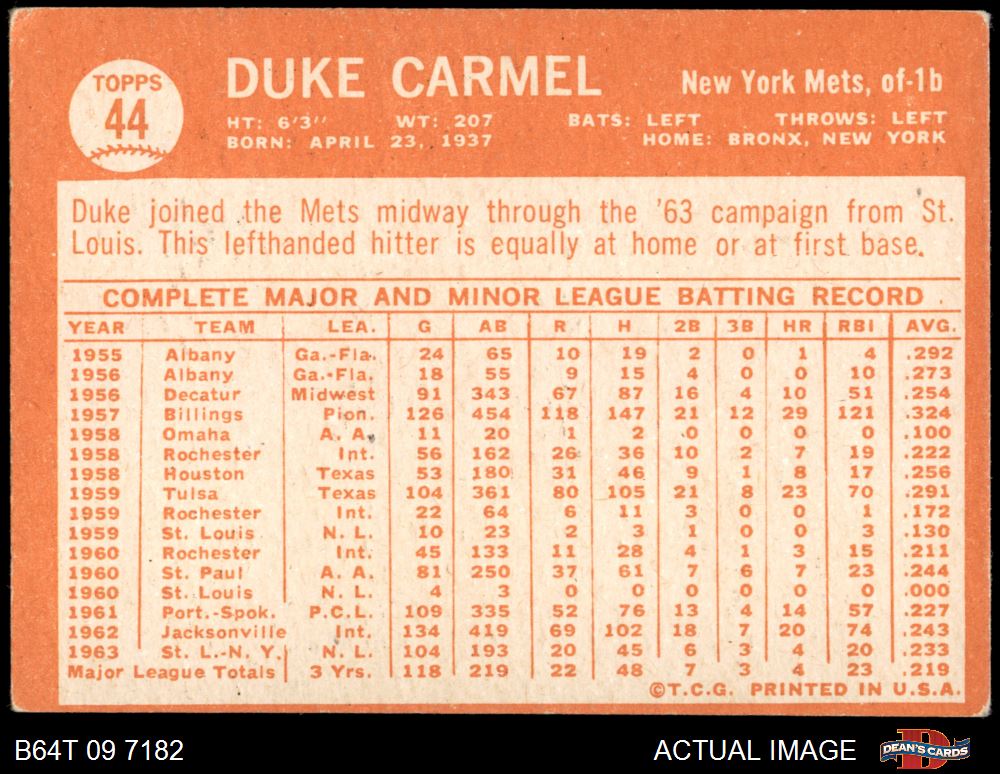 TOPPS
44
DUKE CARMEL
New York Mets, of-1b
HT: 6'3" WT: 207 BATS: LEFT THROWS: LEFT
BORN: APRIL 23, 1937 HOME: BRONX, NEW YORK
Duke joined the Mets midway through the '63 campaign from St.
Louis. This lefthanded hitter is equally at home or at first base.
COMPLETE MAJOR AND MINOR LEAGUE BATTING RECORD
YEAR TEAM LEA. G AB R H 2B 3B HR RBI AVG.
1955 Albany Ga.-Fla. 24 65 10 19 2 0 1 4 .292
1956 Albany Ga.-Fla. 18 55 9 15 4 0 0 10 .273
1956 Decatur Midwest 91 343 67 87 16 4 10 51 .254
1957 Billings Pion. 126 454 118 147 21 12 29 121 .324
1958 Omaha A. A. 11 20 1 2 0 0 0 0 .100
1958 Rochester Int. 56 162 26 36 10 2 7 19 .222
1958 Houston Texas 53 180 31 46 9 1 8 17 .256
1959 Tulsa Texas 104 361 80 105 21 8 23 70 .291
1959 Rochester Int. 22 64 6 11 3 0 0 1 .172
1959 St. Louis N. L. 10 23 2 3 1 0 0 3 .130
1960 Rochester Int. 45 133 11 28 4 1 3 15 .211
1960 St. Paul A. A. 81 250 37 61 7 6 7 23 .244
1960 St. Louis N. L. 4 3 0 0 0 0 0 0 .000
1961 Port.-Spok. P.C.L. 109 335 52 76 13 4 14 57 .227
1962 Jacksonville Int. 134 419 69 102 18 7 20 74 .243
1963 St. L.-N. Y. N. L. 104 193 20 45 6 3 4 20 .233
Major League Totals 3 Yrs. 118 219 22 48 7 3 4 23 .219
©T.C.G. PRINTED IN U.S.A.
B64T 09 7182
ACTUAL IMAGE
DEAN'S CARDS